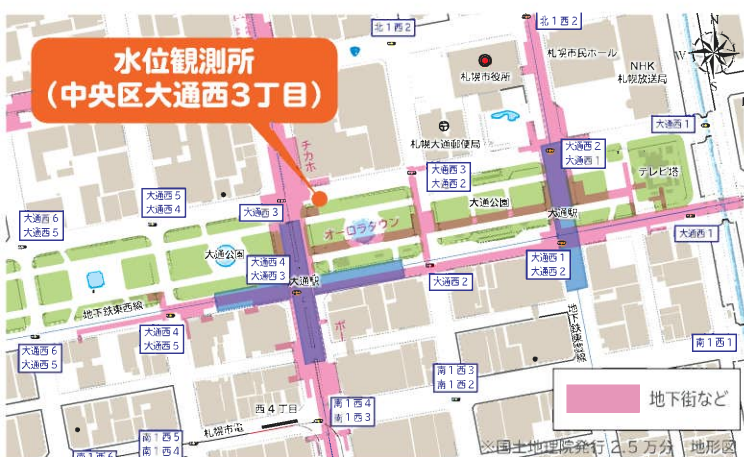 水位観測所
(中央区大通西3丁目)
北1西2
札幌市役所
札幌市民ホール
NHK
札幌放送局
N
W
E
S
チカホ
札幌大通郵便局
大通西2
大通西1
大通西1
大通西3
大通西2
テレビ塔
大通西5
大通西4
大通西3
大通公園
大通駅
大通西6
大通西5
オーロラタウン
大通公園
大通西4
大通西3
大通駅
大通西1
大通西2
大通西1
大通西2
地下鉄東西線
大通西4
大通西5
大通西6
大通西5
ポー
地下鉄東豊線
南1西1
南1西3
南1西2
地下街など
西4丁目
南1西4
南1西3
札幌市電
南1西5
南1西4
南1西6
※国土地理院発行2.5万分 地形図